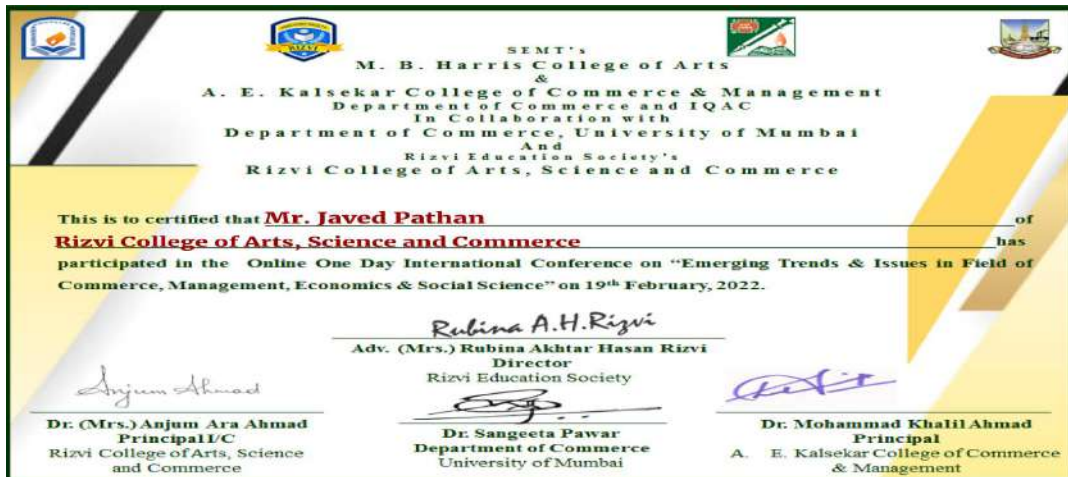 SEMT's
M. B. Harris College of Arts
&
A. E. Kalsekar College of Commerce & Management
Department of Commerce and IQAC
In Collaboration with
Department of Commerce, University of Mumbai
And
Rizvi Education Society's
Rizvi College of Arts, Science and Commerce
This is to certified that Mr. Javed Pathan of
Rizvi College of Arts, Science and Commerce has
participated in the Online One Day International Conference on “Emerging Trends & Issues in Field of
Commerce, Management, Economics & Social Science” on 19th February, 2022.
Rubina A.H.Rizvi
Adv. (Mrs.) Rubina Akhtar Hasan Rizvi
Director
Rizvi Education Society
Anjum Ahmad
Dr. (Mrs.) Anjum Ara Ahmad
Principal I/C
Rizvi College of Arts, Science
and Commerce
Dr. Sangeeta Pawar
Department of Commerce
University of Mumbai
Dr. Mohammad Khalil Ahmad
Principal
A. E. Kalsekar College of Commerce
& Management
RIZVI